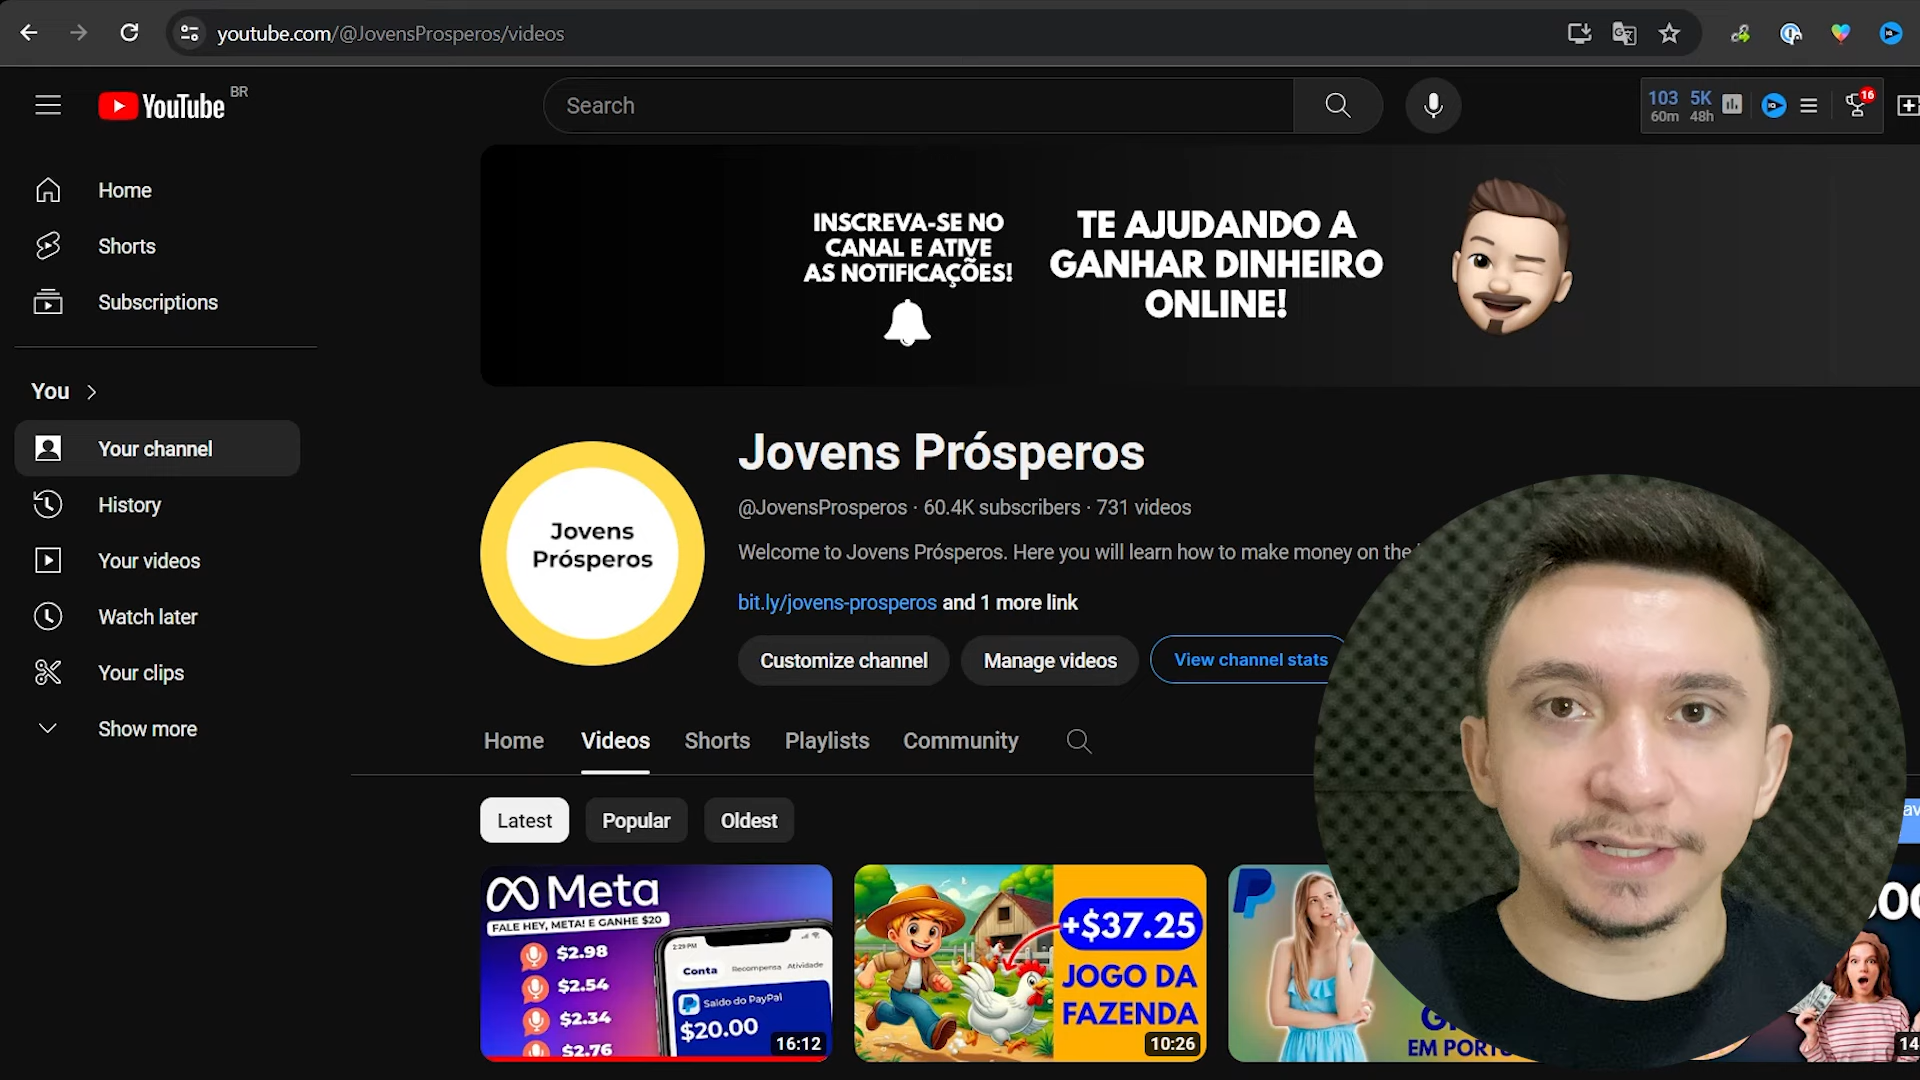 youtube.com/@JovensProsperos/videos
YouTube BR
Search
103 5K
60m 48h
16
Home
Shorts
Subscriptions
You
Your channel
History
Your videos
Watch later
Your clips
Show more
INSCREVA-SE NO
CANAL E ATIVE
AS NOTIFICAÇÕES!
TE AJUDANDO A
GANHAR DINHEIRO
ONLINE!
Jovens
Prósperos
Jovens Prósperos
@JovensProsperos · 60.4K subscribers · 731 videos
Welcome to Jovens Prósperos. Here you will learn how to make money on the
bit.ly/jovens-prosperos and 1 more link
Customize channel
Manage videos
View channel stats
Home
Videos
Shorts
Playlists
Community
Latest
Popular
Oldest
Meta
FALE HEY, META! E GANHE $20
$2.98
$2.54
$2.34
$2.76
2:29 PM
Conta Recompensa Atividade
Saldo do PayPal
$20.00
16:12
+$37.25
JOGO DA
FAZENDA
10:26
EM PORTU
14